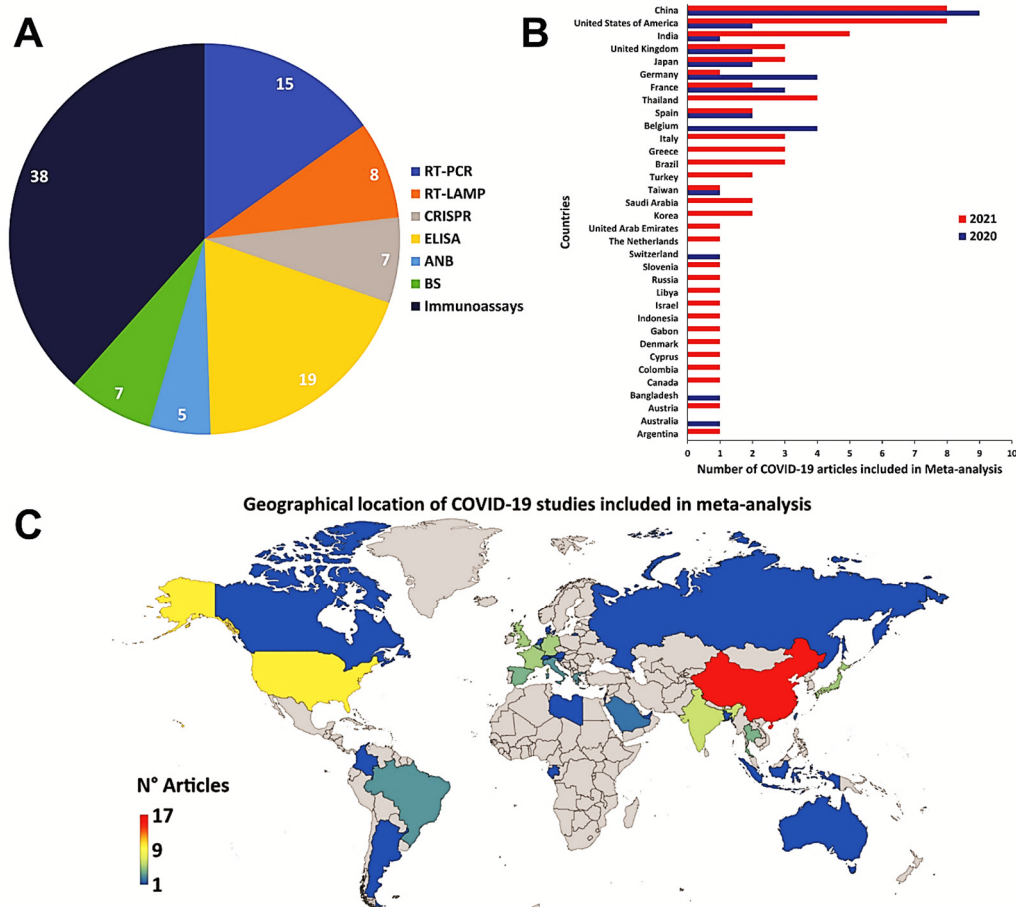 A
15
8
7
19
5
7
38
RT-PCR
RT-LAMP
CRISPR
ELISA
ANB
BS
Immunoassays
B
Countries
China
United States of America
India
United Kingdom
Japan
Germany
France
Thailand
Spain
Belgium
Italy
Greece
Brazil
Turkey
Taiwan
Saudi Arabia
Korea
United Arab Emirates
The Netherlands
Switzerland
Slovenia
Russia
Libya
Israel
Indonesia
Gabon
Denmark
Cyprus
Colombia
Canada
Bangladesh
Austria
Australia
Argentina
2021
2020
0 1 2 3 4 5 6 7 8 9 10
Number of COVID-19 articles included in Meta-analysis
C
Geographical location of COVID-19 studies included in meta-analysis
N° Articles
17
9
1